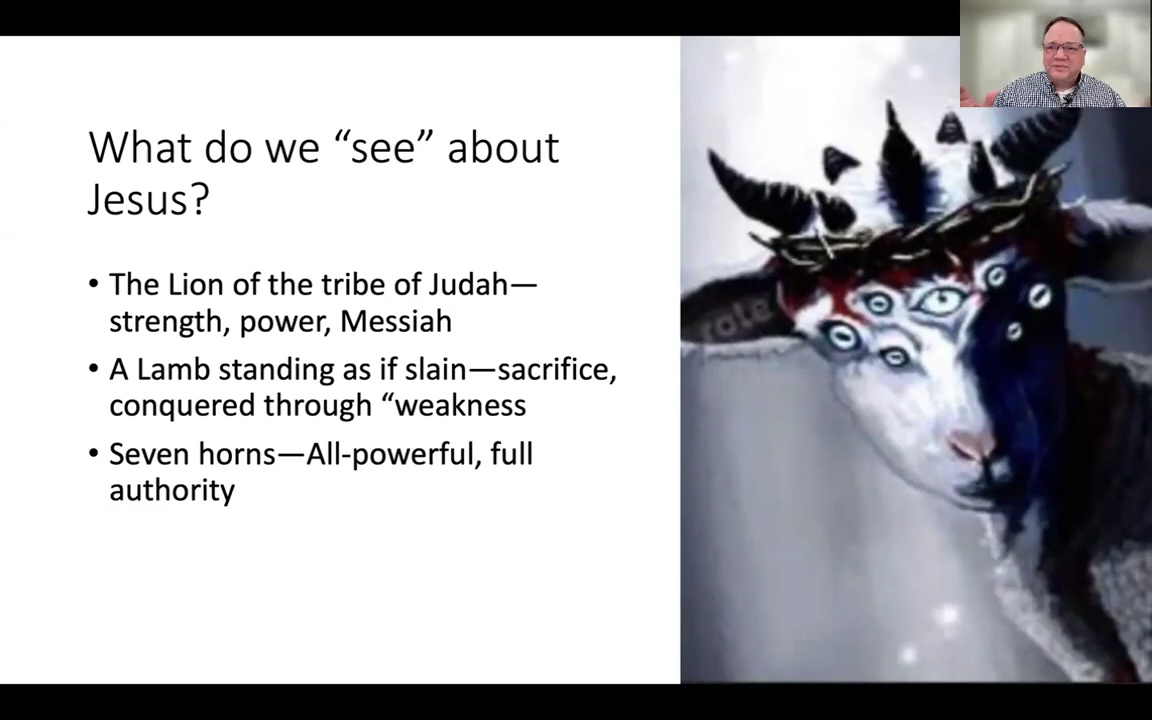 What do we “see” about
Jesus?
• The Lion of the tribe of Judah—
strength, power, Messiah
• A Lamb standing as if slain—sacrifice,
conquered through “weakness
• Seven horns—All-powerful, full
authority